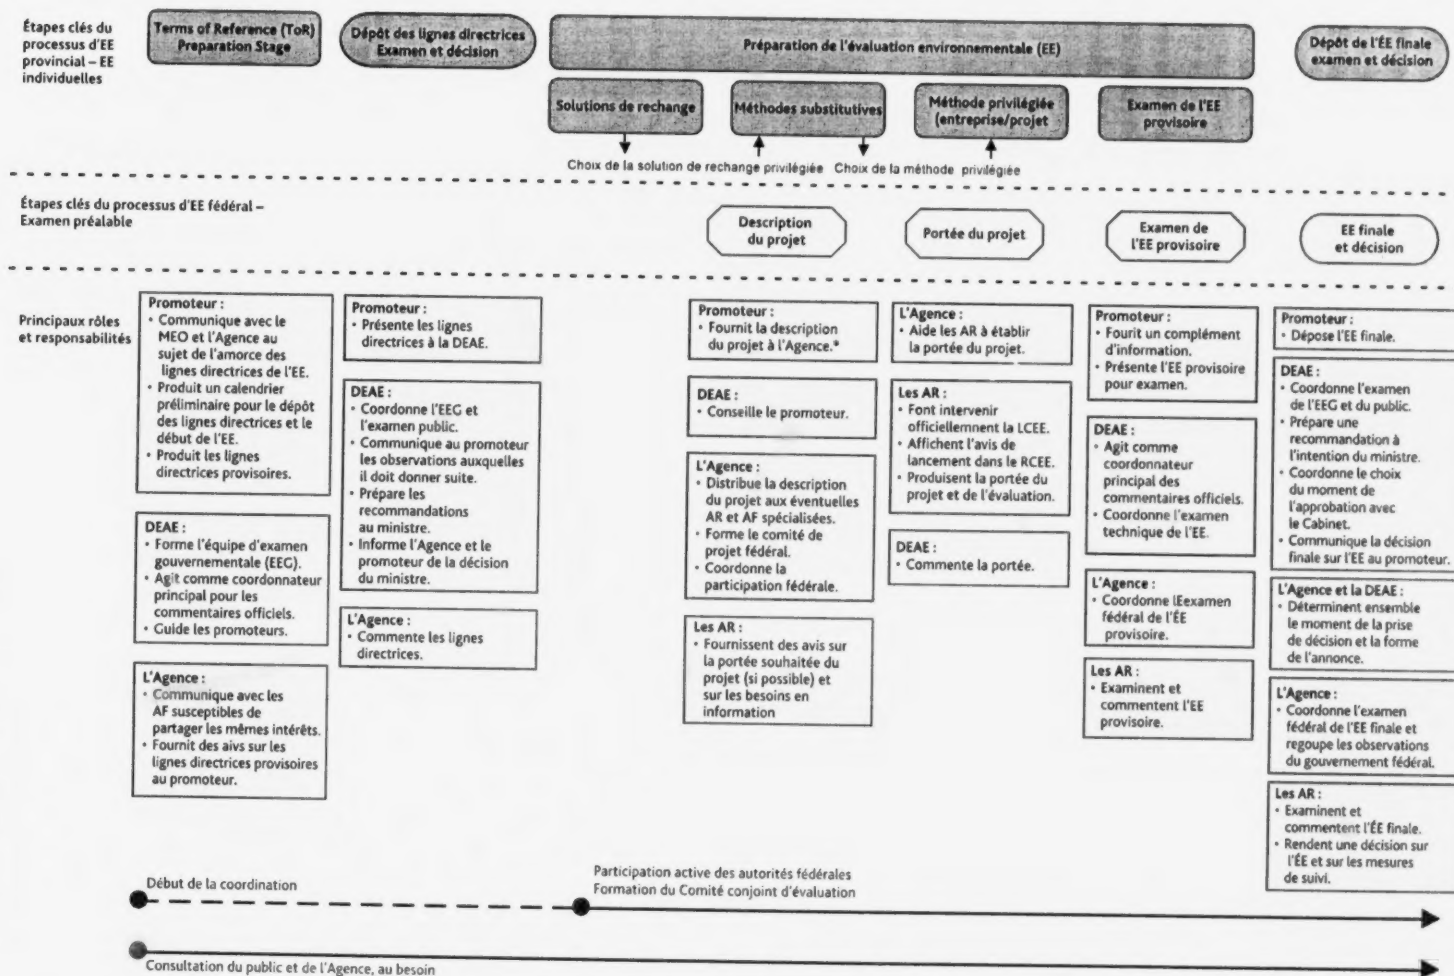 Étapes clés du
processus d'EE
provincial – EE
individuelles
Terms of Reference (ToR)
Preparation Stage
Dépôt des lignes directrices
Examen et décision
Préparation de l'évaluation environnementale (EE)
Dépôt de l'ÉE finale
examen et décision
Solutions de rechange
Méthodes substitutives
Méthode privilégiée
(entreprise/projet
Examen de l'EE
provisoire
Choix de la solution de rechange privilégiée
Choix de la méthode privilégiée
Étapes clés du processus d'EE fédéral –
Examen préalable
Description
du projet
Portée du projet
Examen de
l'EE provisoire
EE finale
et décision
Principaux rôles
et responsabilités
Promoteur :
• Communique avec le
MEO et l'Agence au
sujet de l'amorce des
lignes directrices de l'EE.
• Produit un calendrier
préliminaire pour le dépôt
des lignes directrices et le
début de l'EE.
• Produit les lignes
directrices provisoires.
DEAE :
• Forme l'équipe d'examen
gouvernementale (EEG).
• Agit comme coordonnateur
principal pour les
commentaires officiels.
• Guide les promoteurs.
L'Agence :
• Communique avec les
AF susceptibles de
partager les mêmes intérêts.
• Fournit des aivs sur les
lignes directrices provisoires
au promoteur.
Promoteur :
• Présente les lignes
directrices à la DEAE.
DEAE :
• Coordonne l'EEG et
l'examen public.
• Communique au promoteur
les observations auxquelles
il doit donner suite.
• Prépare les
recommandations
au ministre.
• Informe l'Agence et le
promoteur de la décision
du ministre.
L'Agence :
• Commente les lignes
directrices.
Promoteur :
• Fournit la description
du projet à l'Agence.*
DEAE :
• Conseille le promoteur.
L'Agence :
• Distribue la description
du projet aux éventuelles
AR et AF spécialisées.
• Forme le comité de
projet fédéral.
• Coordonne la
participation fédérale.
Les AR :
• Fournissent des avis sur
la portée souhaitée du
projet (si possible) et
sur les besoins en
information
L'Agence :
• Aide les AR à établir
la portée du projet.
Les AR :
• Font intervenir
officiellemnent la LCEE.
• Affichent l'avis de
lancement dans le RCEE.
• Produisent la portée du
projet et de l'évaluation.
DEAE :
• Commente la portée.
Promoteur :
• Fourit un complément
d'information.
• Présente l'EE provisoire
pour examen.
DEAE :
• Agit comme
coordonnateur
principal des
commentaires officiels.
• Coordonne l'examen
technique de l'EE.
L'Agence :
• Coordonne lEexamen
fédéral de l'ÉE
provisoire.
Les AR :
• Examinent et
commentent l'EE
provisoire.
Promoteur :
• Dépose l'EE finale.
DEAE :
• Coordonne l'examen
de l'EEG et du public.
• Prépare une
recommandation à
l'intention du ministre.
• Coordonne le choix
du moment de
l'approbation avec
le Cabinet.
• Communique la décision
finale sur l'EE au promoteur.
L'Agence et la DEAE :
• Déterminent ensemble
le moment de la prise
de décision et la forme
de l'annonce.
L'Agence :
• Coordonne l'examen
fédéral de l'EE finale et
regoupe les observations
du gouvernement fédéral.
Les AR :
• Examinent et
commentent l'ÉE finale.
• Rendent une décision sur
l'ÉE et sur les mesures
de suivi.
Début de la coordination
Participation active des autorités fédérales
Formation du Comité conjoint d'évaluation
Consultation du public et de l'Agence, au besoin